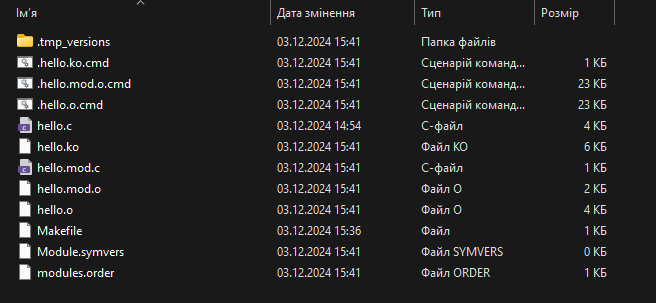 Ім'я Дата змінення Тип Розмір
.tmp_versions 03.12.2024 15:41 Папка файлів
.hello.ko.cmd 03.12.2024 15:41 Сценарій команд... 1 КБ
.hello.mod.o.cmd 03.12.2024 15:41 Сценарій команд... 23 КБ
.hello.o.cmd 03.12.2024 15:41 Сценарій команд... 23 КБ
hello.c 03.12.2024 14:54 C-файл 4 КБ
hello.ko 03.12.2024 15:41 Файл KO 6 КБ
hello.mod.c 03.12.2024 15:41 C-файл 1 КБ
hello.mod.o 03.12.2024 15:41 Файл O 2 КБ
hello.o 03.12.2024 15:41 Файл O 4 КБ
Makefile 03.12.2024 15:36 Файл 1 КБ
Module.symvers 03.12.2024 15:41 Файл SYMVERS 0 КБ
modules.order 03.12.2024 15:41 Файл ORDER 1 КБ